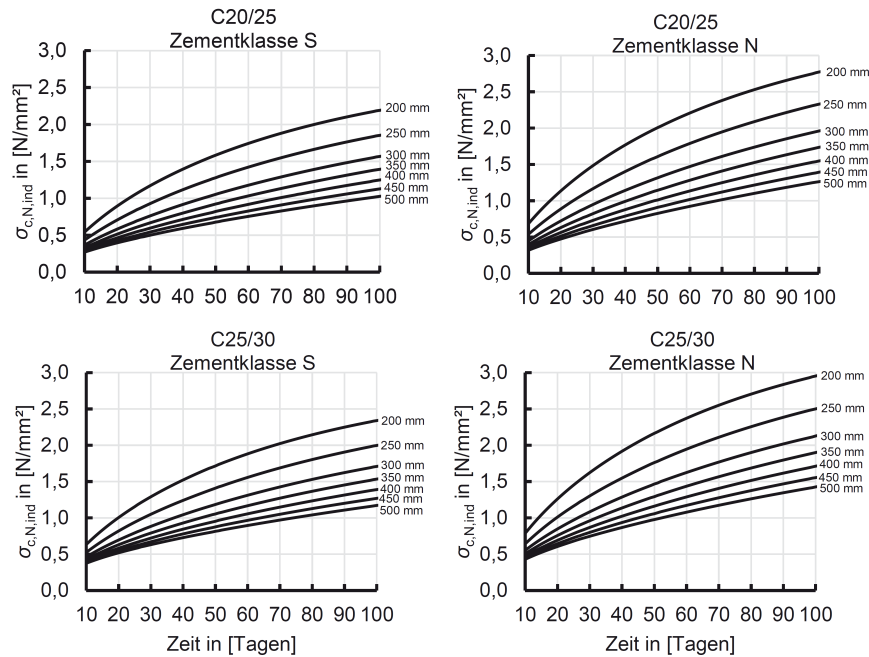 C20/25
Zementklasse S
σc,N,ind in [N/mm²]
3,0
2,5
2,0
1,5
1,0
0,5
0,0
200 mm
250 mm
300 mm
350 mm
400 mm
450 mm
500 mm
10 20 30 40 50 60 70 80 90 100
C20/25
Zementklasse N
σc,N,ind in [N/mm²]
3,0
2,5
2,0
1,5
1,0
0,5
0,0
200 mm
250 mm
300 mm
350 mm
400 mm
450 mm
500 mm
10 20 30 40 50 60 70 80 90 100
C25/30
Zementklasse S
σc,N,ind in [N/mm²]
3,0
2,5
2,0
1,5
1,0
0,5
0,0
200 mm
250 mm
300 mm
350 mm
400 mm
450 mm
500 mm
10 20 30 40 50 60 70 80 90 100
Zeit in [Tagen]
C25/30
Zementklasse N
σc,N,ind in [N/mm²]
3,0
2,5
2,0
1,5
1,0
0,5
0,0
200 mm
250 mm
300 mm
350 mm
400 mm
450 mm
500 mm
10 20 30 40 50 60 70 80 90 100
Zeit in [Tagen]